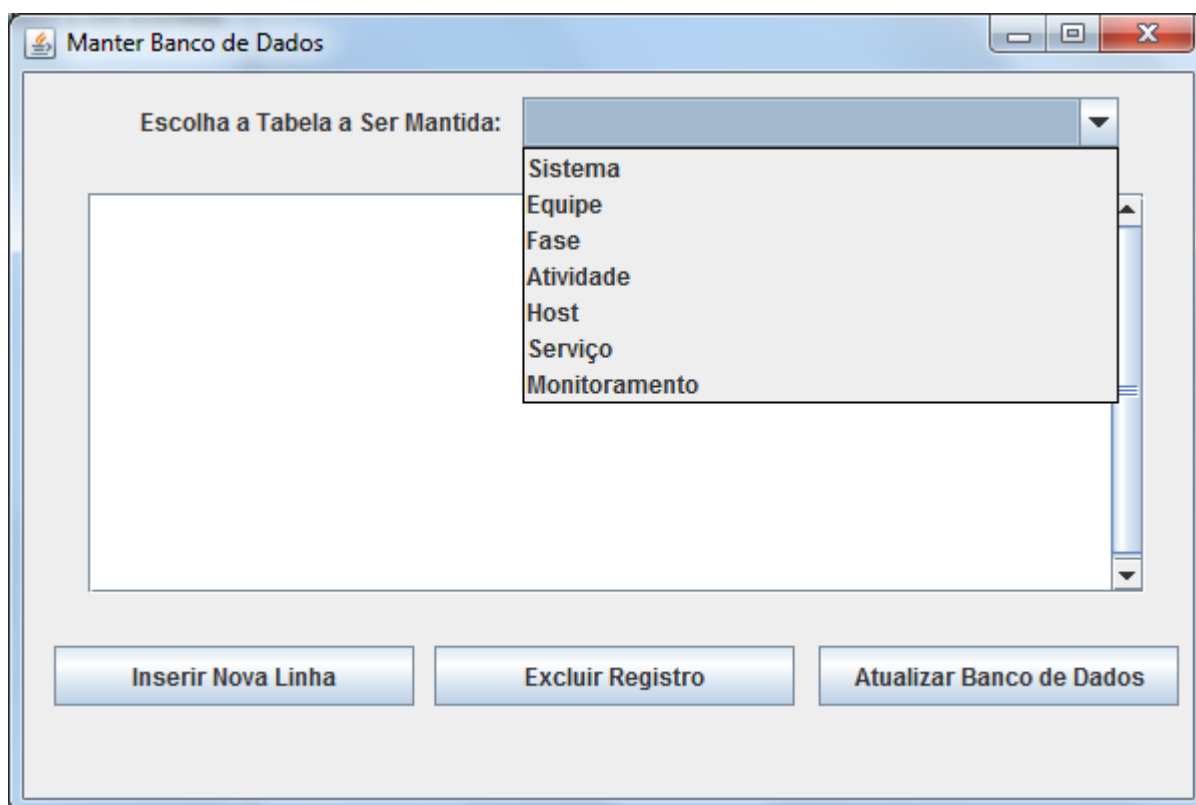 Manter Banco de Dados
Escolha a Tabela a Ser Mantida:
Sistema
Equipe
Fase
Atividade
Host
Serviço
Monitoramento
Inserir Nova Linha
Excluir Registro
Atualizar Banco de Dados